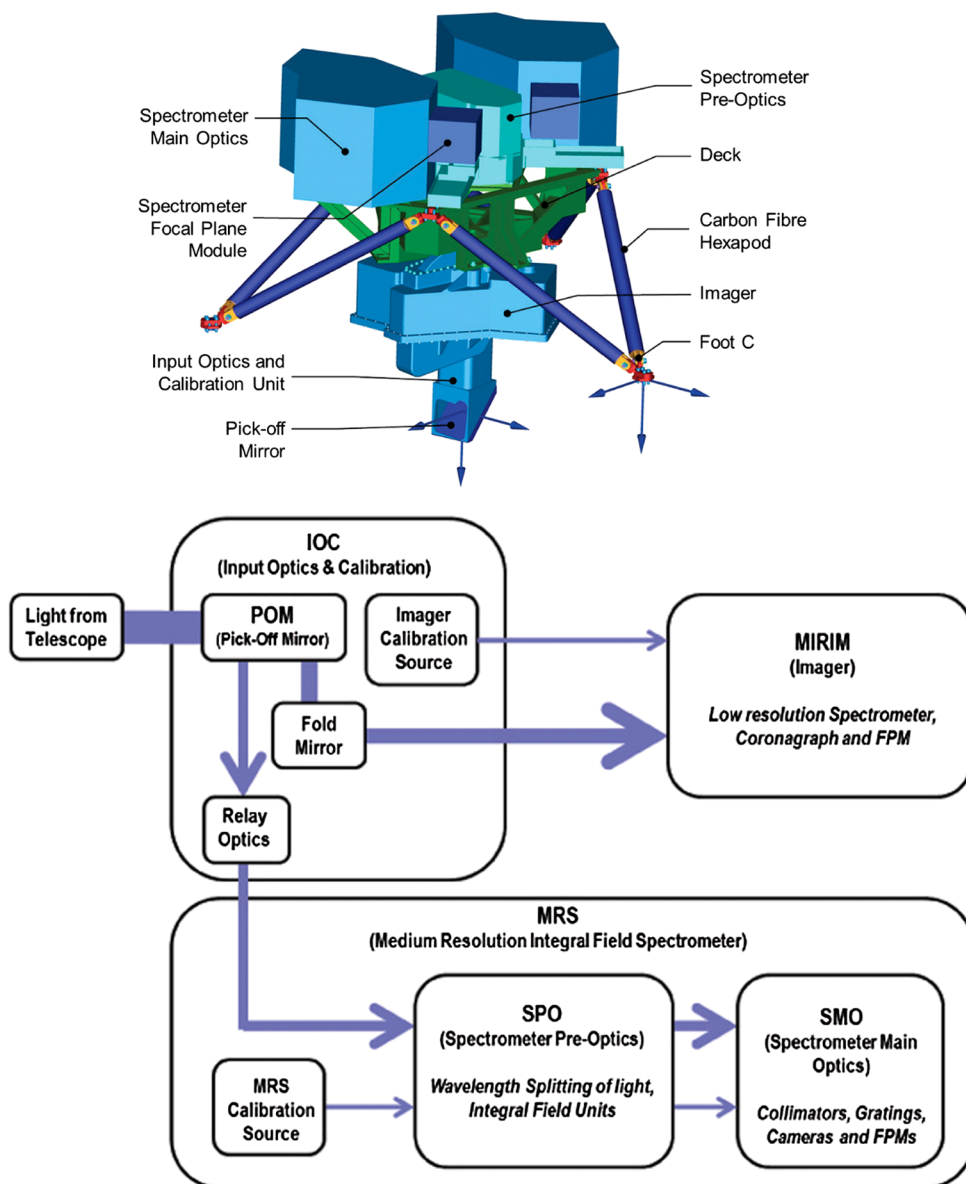 Spectrometer
Main Optics
Spectrometer
Focal Plane
Module
Input Optics and
Calibration Unit
Pick-off
Mirror
Spectrometer
Pre-Optics
Deck
Carbon Fibre
Hexapod
Imager
Foot C
IOC
(Input Optics & Calibration)
Light from
Telescope
POM
(Pick-Off Mirror)
Imager
Calibration
Source
Fold
Mirror
Relay
Optics
MIRIM
(Imager)
Low resolution Spectrometer,
Coronagraph and FPM
MRS
(Medium Resolution Integral Field Spectrometer)
SPO
(Spectrometer Pre-Optics)
Wavelength Splitting of light,
Integral Field Units
MRS
Calibration
Source
SMO
(Spectrometer Main
Optics)
Collimators, Gratings,
Cameras and FPMs